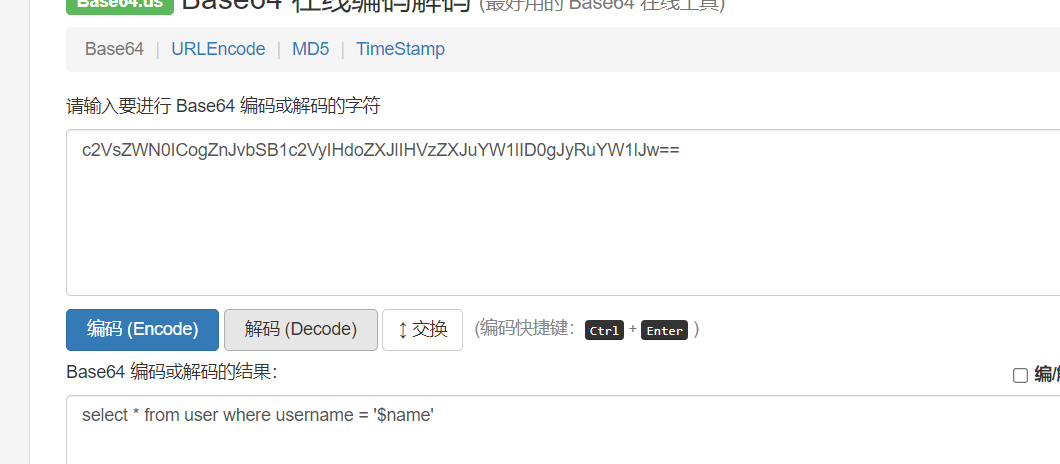 Base64.us Base64 在线编码解码 (最好用的 Base64 在线工具)
Base64 | URLEncode | MD5 | TimeStamp
请输入要进行 Base64 编码或解码的字符
c2VsZWN0ICogZnJvbSB1c2VyIHdoZXJlIHVzZXJuYW1lID0gJyRuYW1lJw==
编码 (Encode) 解码 (Decode) ↕ 交换 (编码快捷键: Ctrl + Enter )
Base64 编码或解码的结果: 编/
select * from user where username = '$name'